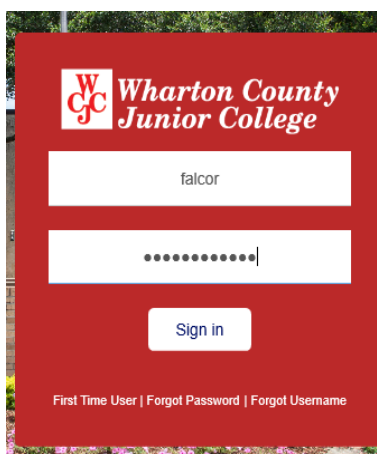 WCJC
Wharton County
Junior College
falcor
••••••••••••
Sign in
First Time User | Forgot Password | Forgot Username